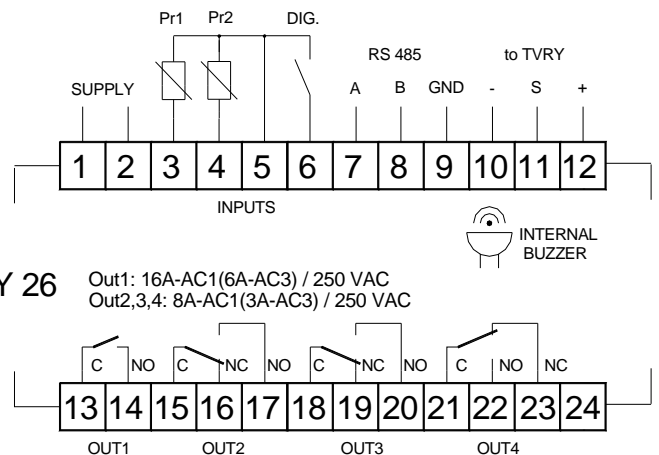 Pr1 Pr2 DIG.
RS 485 to TVRY
SUPPLY A B GND - S +
1 2 3 4 5 6 7 8 9 10 11 12
INPUTS
INTERNAL
BUZZER
Y 26
Out1: 16A-AC1(6A-AC3) / 250 VAC
Out2,3,4: 8A-AC1(3A-AC3) / 250 VAC
C NO C NC NO C NC NO C NO NC
13 14 15 16 17 18 19 20 21 22 23 24
OUT1 OUT2 OUT3 OUT4